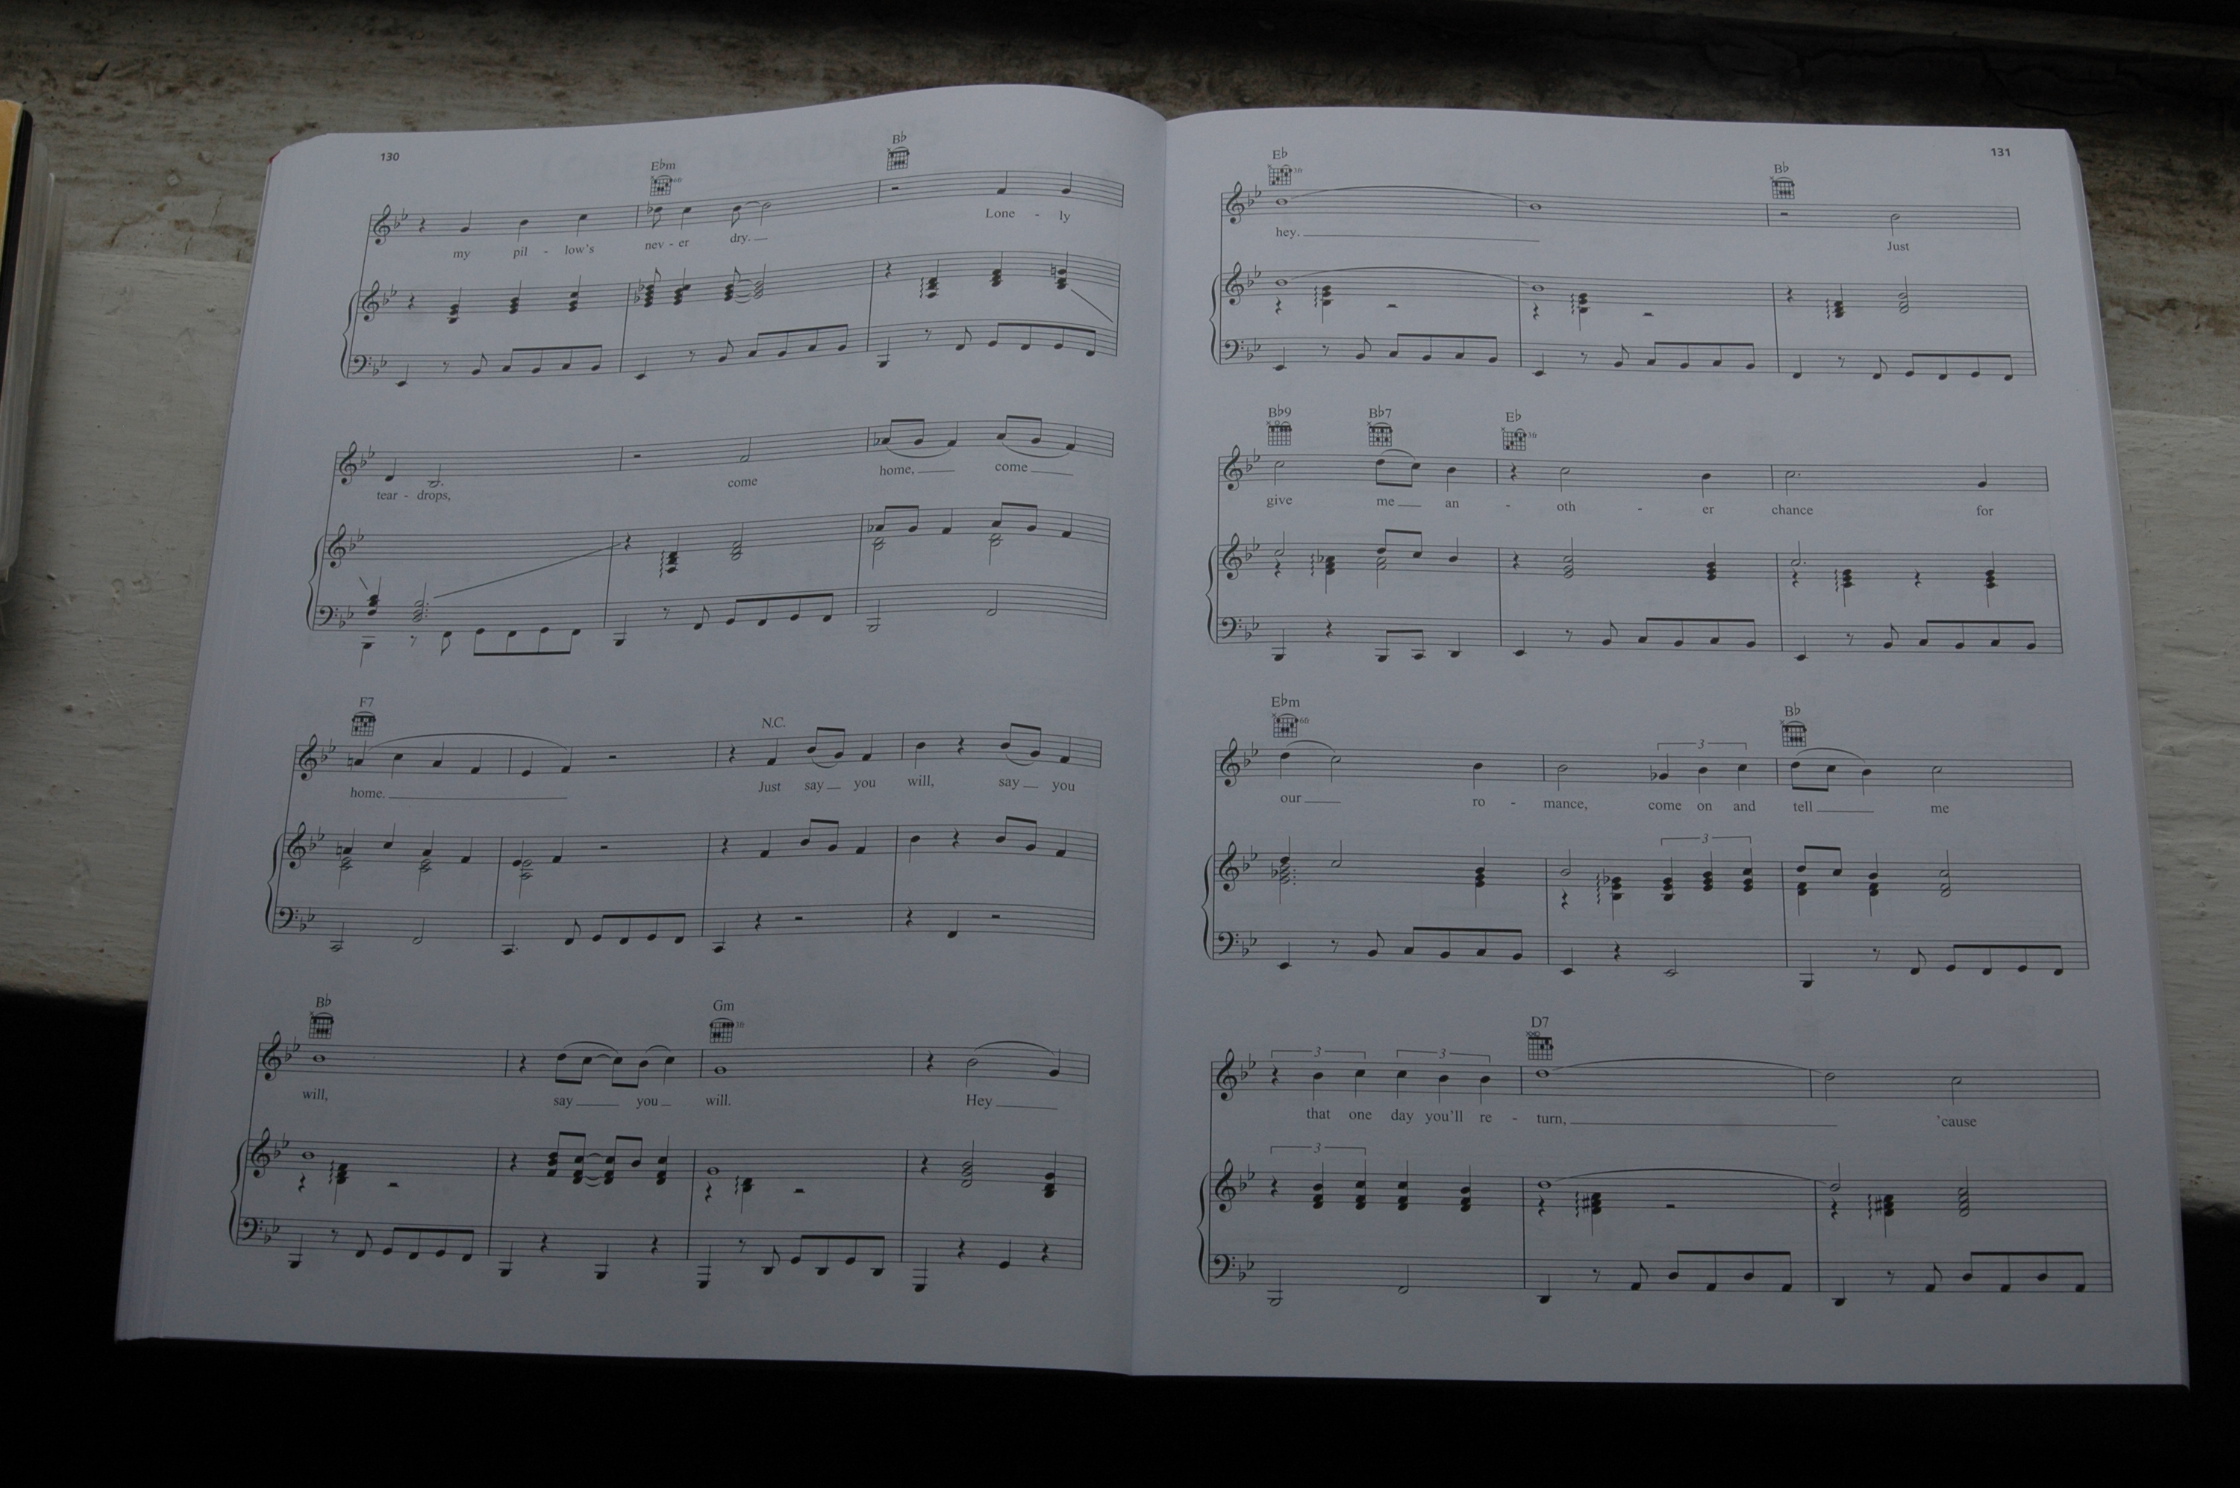 130
E♭m B♭
my pil - low's nev - er dry. Lone - ly
tear - drops, come home, come
F7 N.C.
home. Just say you will, say you
B♭ Gm
will, say you will. Hey
131
E♭ B♭
hey. Just
B♭9 B♭7 E♭
give me an - oth - er chance for
E♭m B♭
3
our ro - mance, come on and tell me
3
D7
3 3
that one day you'll re - turn, 'cause
3